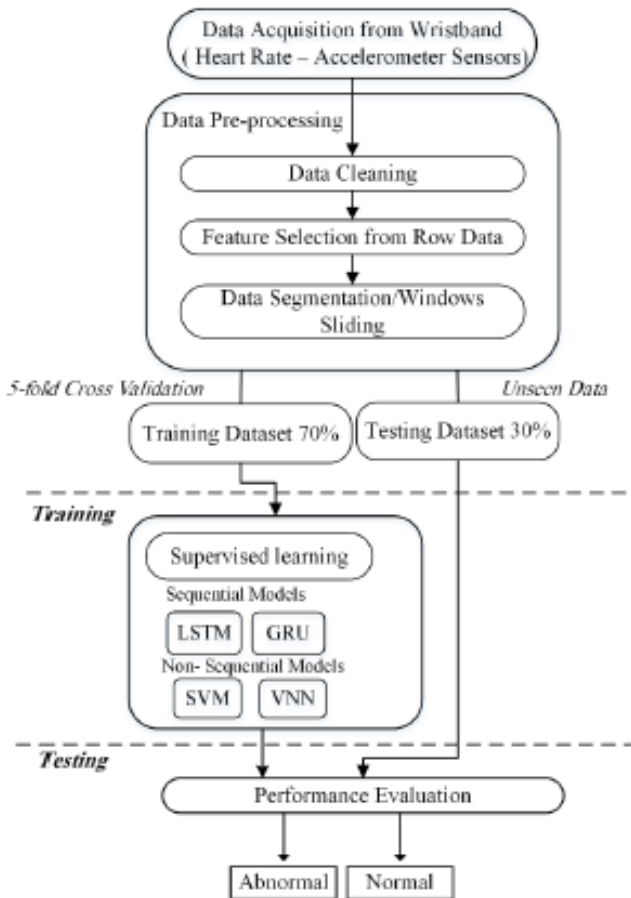 Data Acquisition from Wristband
( Heart Rate – Accelerometer Sensors)
Data Pre-processing
Data Cleaning
Feature Selection from Row Data
Data Segmentation/Windows
Sliding
5-fold Cross Validation
Unseen Data
Training Dataset 70%
Testing Dataset 30%
Training
Supervised learning
Sequential Models
LSTM
GRU
Non- Sequential Models
SVM
VNN
Testing
Performance Evaluation
Abnormal
Normal